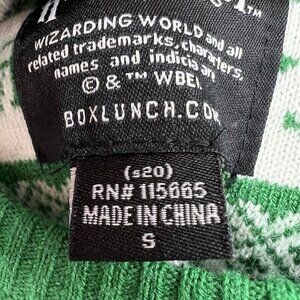 WIZARDING WORLD and all
related trademarks, characters,
names and indicia are
© & ™ WBEI.
BOXLUNCH.COM
(s20)
RN# 115665
MADE IN CHINA
S